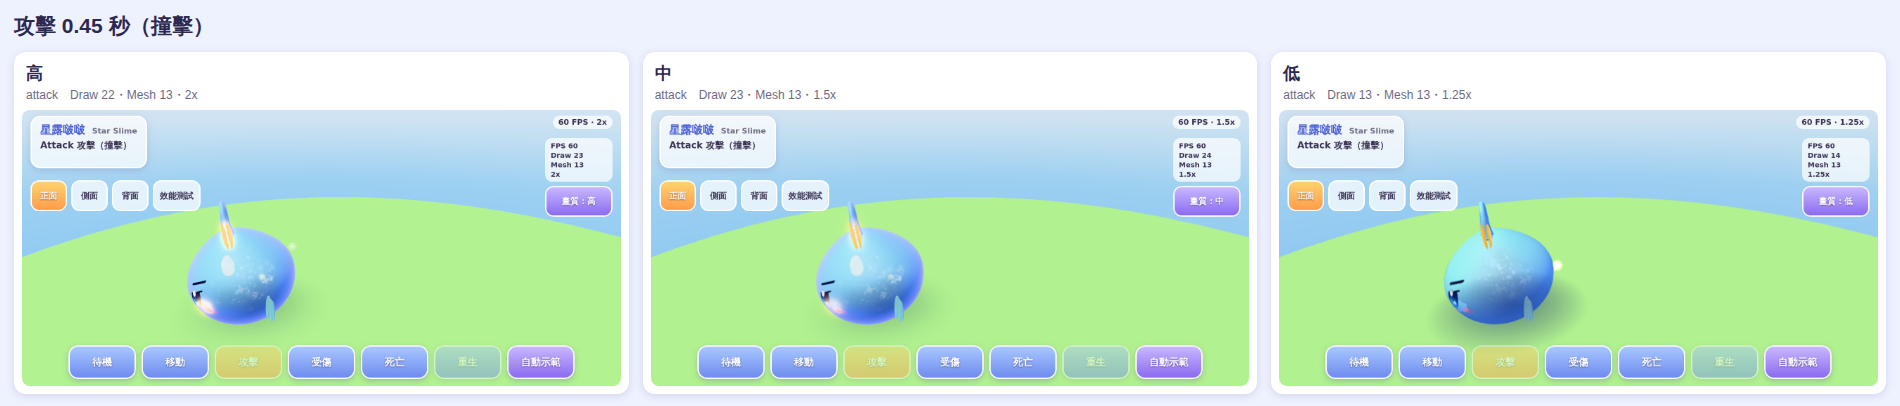 攻擊 0.45 秒（撞擊）
高
attack Draw 22・Mesh 13・2x
星露啵啵 Star Slime
Attack 攻擊（撞擊）
60 FPS · 2x
FPS 60
Draw 23
Mesh 13
2x
正面 側面 背面 效能測試
畫質：高
待機 移動 攻擊 受傷 死亡 重生 自動示範
中
attack Draw 23・Mesh 13・1.5x
星露啵啵 Star Slime
Attack 攻擊（撞擊）
60 FPS · 1.5x
FPS 60
Draw 24
Mesh 13
1.5x
正面 側面 背面 效能測試
畫質：中
待機 移動 攻擊 受傷 死亡 重生 自動示範
低
attack Draw 13・Mesh 13・1.25x
星露啵啵 Star Slime
Attack 攻擊（撞擊）
60 FPS · 1.25x
FPS 60
Draw 14
Mesh 13
1.25x
正面 側面 背面 效能測試
畫質：低
待機 移動 攻擊 受傷 死亡 重生 自動示範